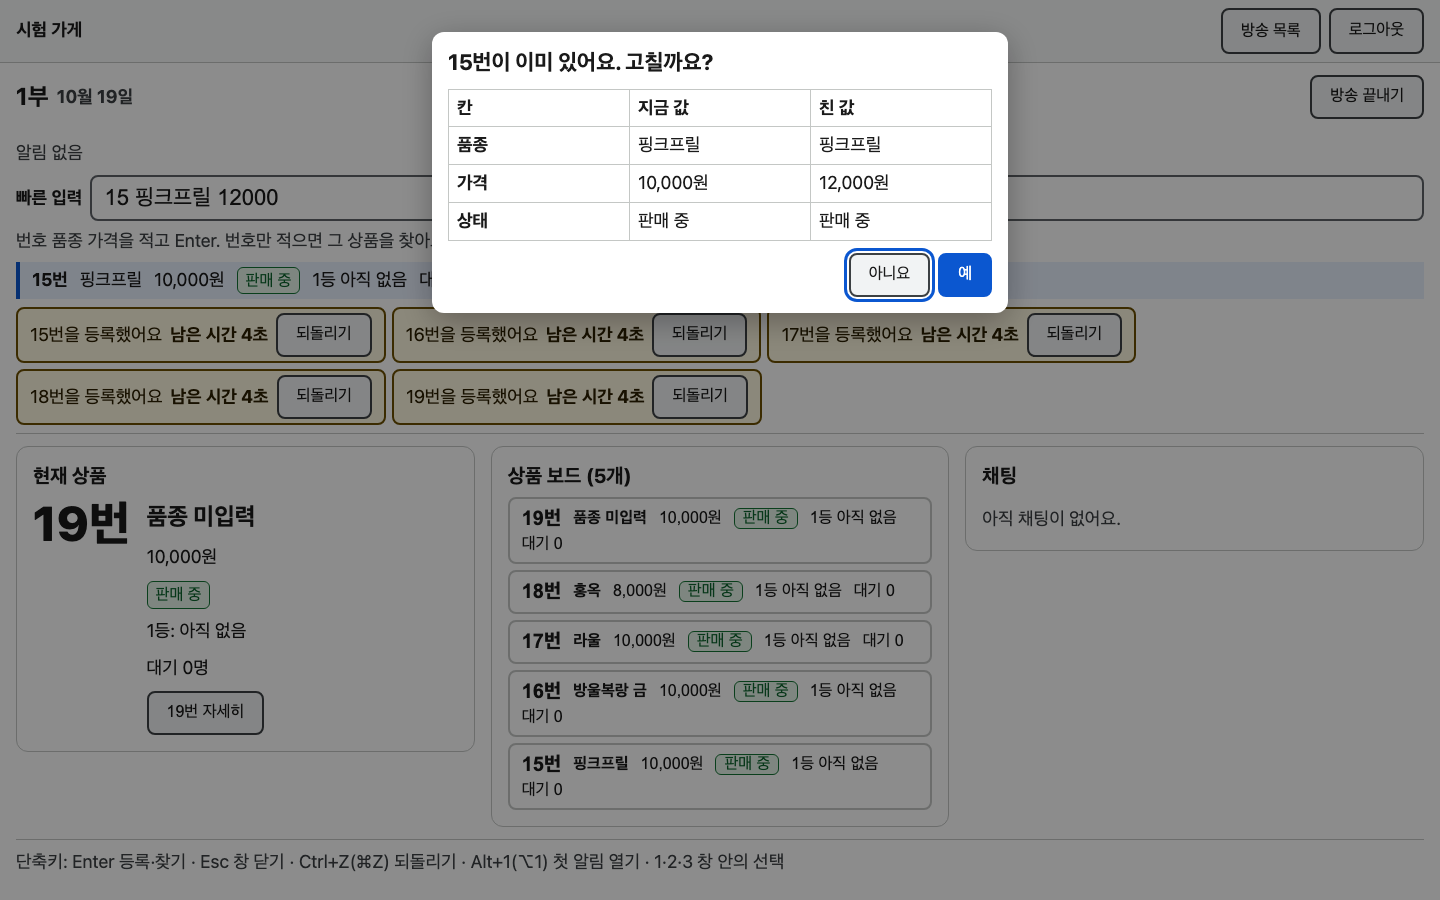 시험 가게
방송 목록
로그아웃
15번이 이미 있어요. 고칠까요?
칸 지금 값 친 값
품종 핑크프릴 핑크프릴
가격 10,000원 12,000원
상태 판매 중 판매 중
아니요 예
1부 10월 19일
방송 끝내기
알림 없음
빠른 입력 15 핑크프릴 12000
번호 품종 가격을 적고 Enter. 번호만 적으면 그 상품을 찾아
15번 핑크프릴 10,000원 판매 중 1등 아직 없음
15번을 등록했어요 남은 시간 4초 되돌리기
16번을 등록했어요 남은 시간 4초 되돌리기
17번을 등록했어요 남은 시간 4초 되돌리기
18번을 등록했어요 남은 시간 4초 되돌리기
19번을 등록했어요 남은 시간 4초 되돌리기
현재 상품
19번 품종 미입력
10,000원
판매 중
1등: 아직 없음
대기 0명
19번 자세히
상품 보드 (5개)
19번 품종 미입력 10,000원 판매 중 1등 아직 없음
대기 0
18번 홍옥 8,000원 판매 중 1등 아직 없음 대기 0
17번 라울 10,000원 판매 중 1등 아직 없음 대기 0
16번 방울복랑 금 10,000원 판매 중 1등 아직 없음
대기 0
15번 핑크프릴 10,000원 판매 중 1등 아직 없음
대기 0
채팅
아직 채팅이 없어요.
단축키: Enter 등록·찾기 · Esc 창 닫기 · Ctrl+Z(⌘Z) 되돌리기 · Alt+1(⌥1) 첫 알림 열기 · 1·2·3 창 안의 선택